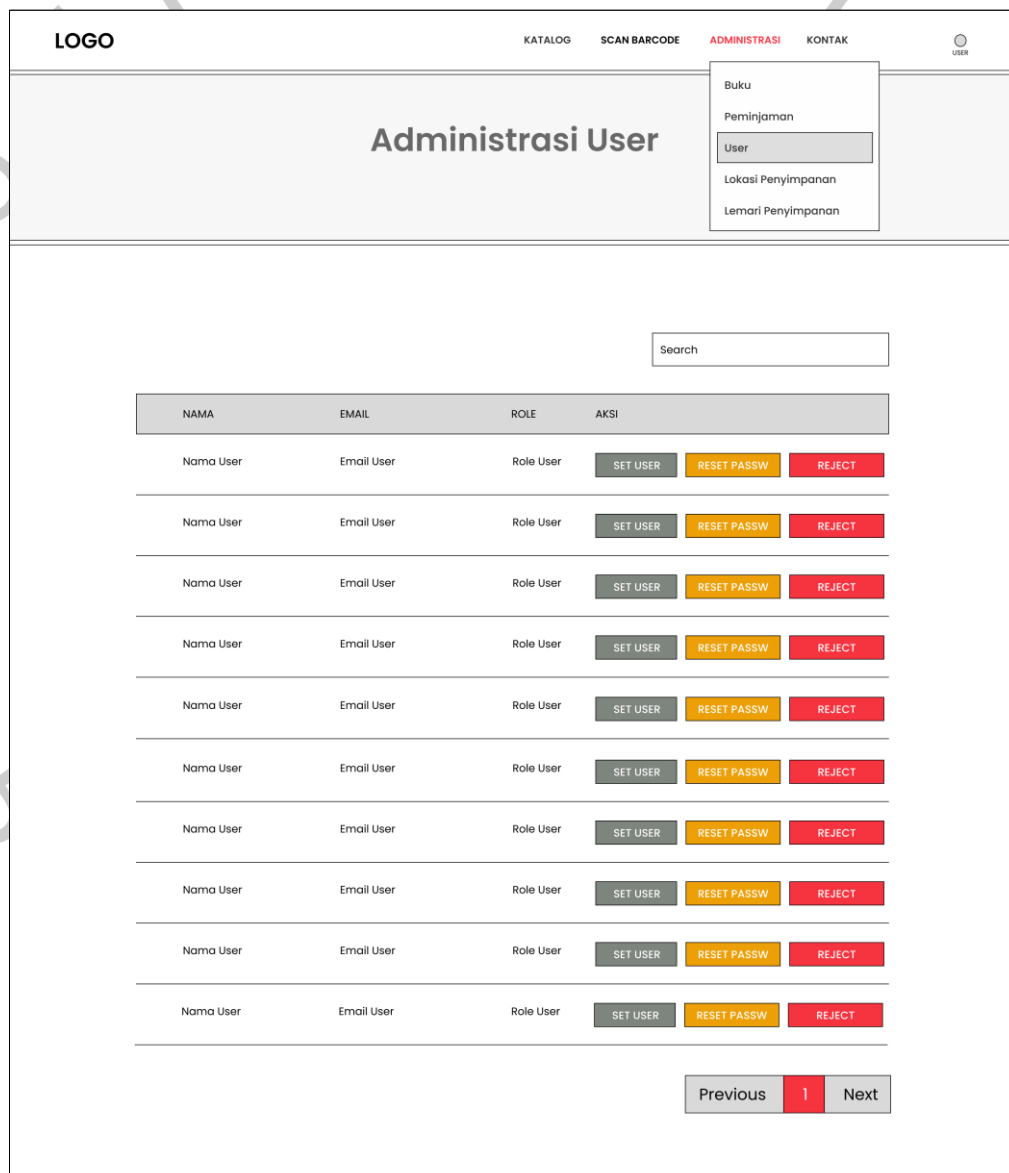 LOGO KATALOG SCAN BARCODE ADMINISTRASI KONTAK USER
Buku
Peminjaman
Administrasi User
User
Lokasi Penyimpanan
Lemari Penyimpanan
Search
NAMA EMAIL ROLE AKSI
Nama User Email User Role User SET USER RESET PASSW REJECT
Nama User Email User Role User SET USER RESET PASSW REJECT
Nama User Email User Role User SET USER RESET PASSW REJECT
Nama User Email User Role User SET USER RESET PASSW REJECT
Nama User Email User Role User SET USER RESET PASSW REJECT
Nama User Email User Role User SET USER RESET PASSW REJECT
Nama User Email User Role User SET USER RESET PASSW REJECT
Nama User Email User Role User SET USER RESET PASSW REJECT
Nama User Email User Role User SET USER RESET PASSW REJECT
Nama User Email User Role User SET USER RESET PASSW REJECT
Previous 1 Next